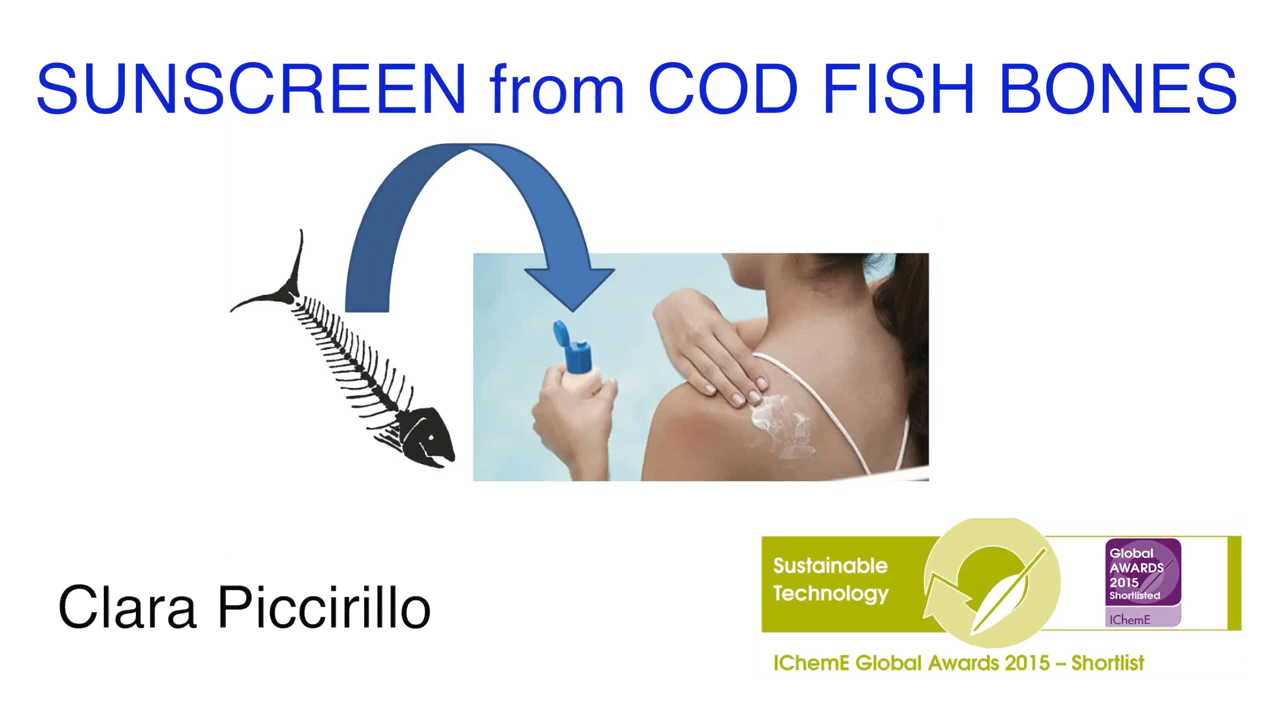 SUNSCREEN from COD FISH BONES
Clara Piccirillo
Sustainable
Technology
Global
AWARDS
2015
Shortlisted
IChemE
IChemE Global Awards 2015 – Shortlist